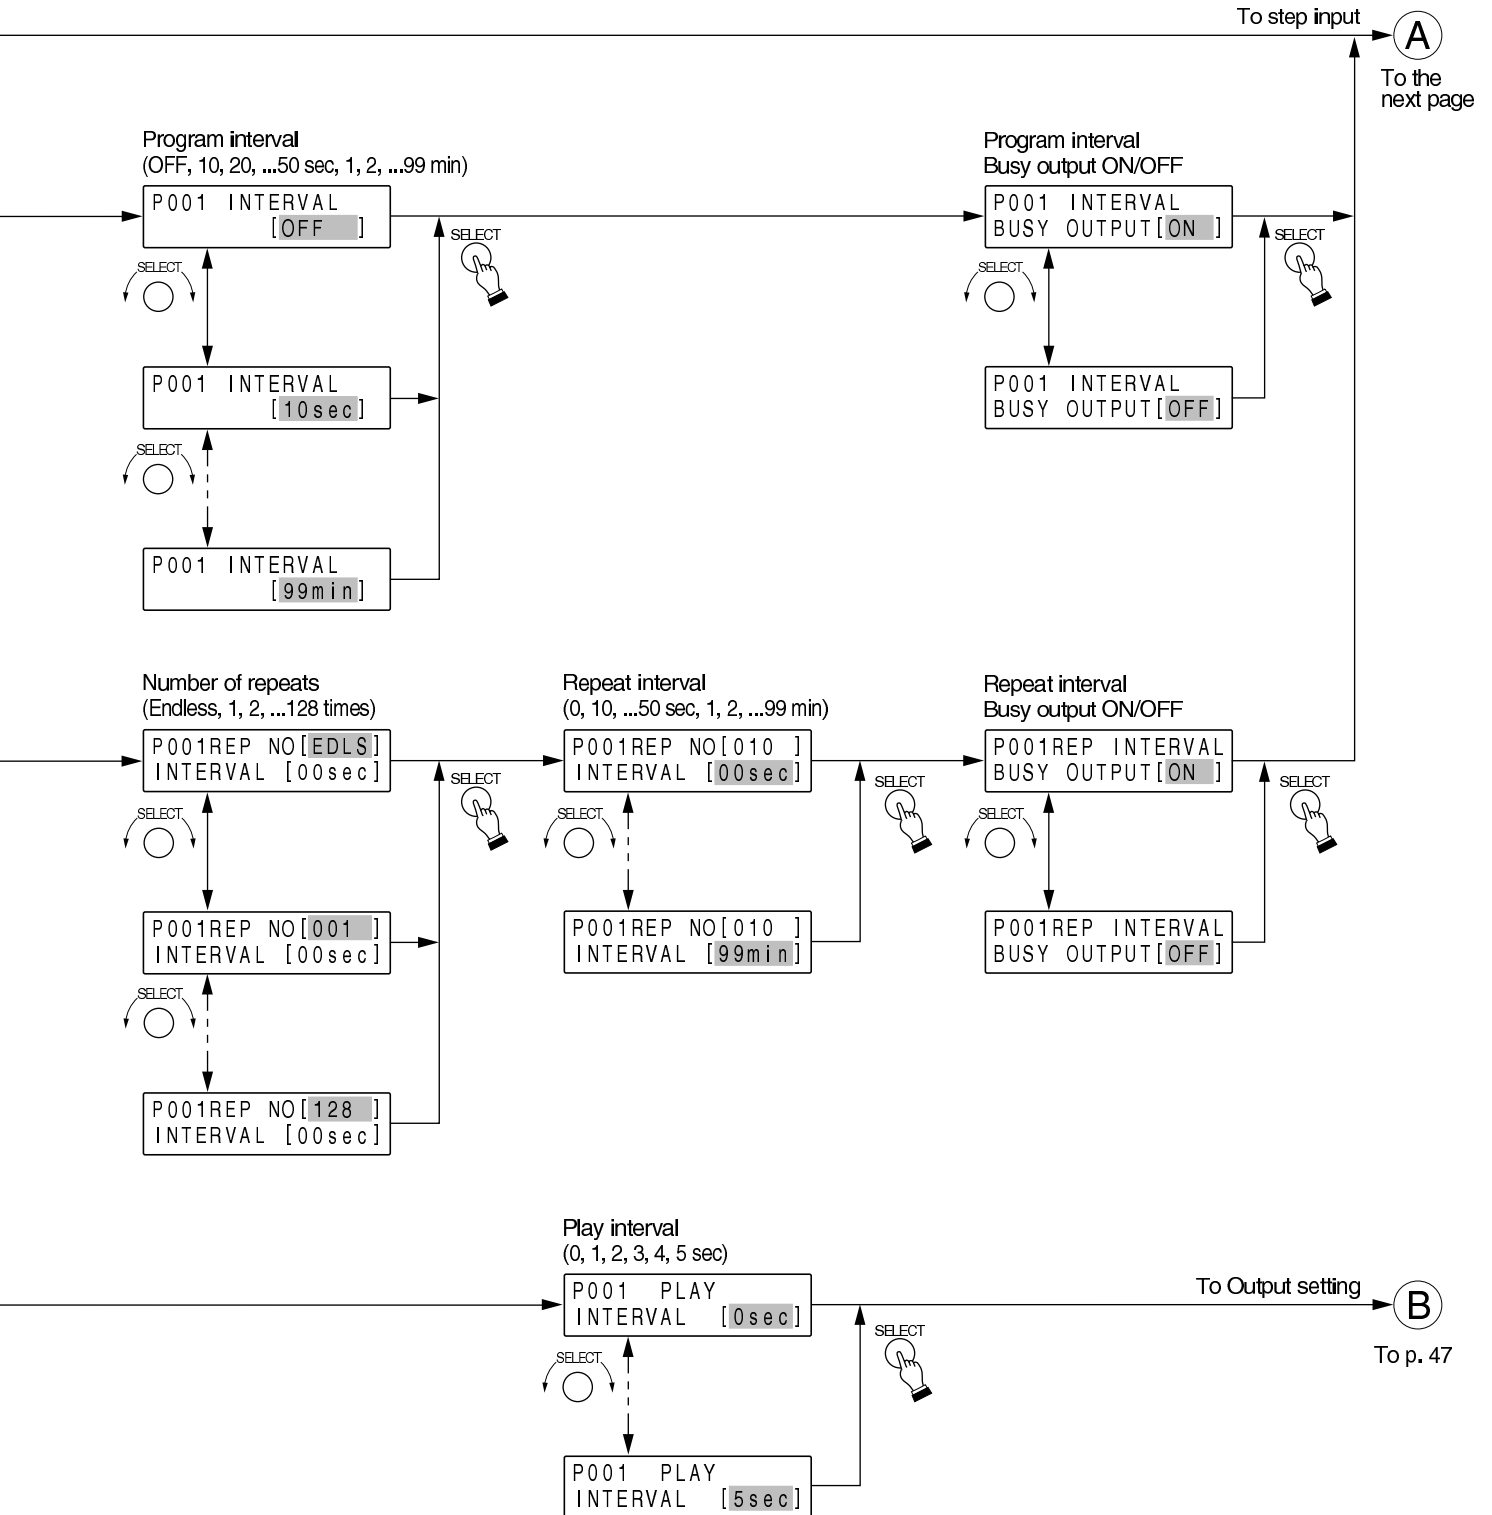 To step input
A
To the
next page
Program interval
(OFF, 10, 20, ...50 sec, 1, 2, ...99 min)
P001 INTERVAL
[OFF ]
SELECT
SELECT
P001 INTERVAL
[10sec]
SELECT
P001 INTERVAL
[99min]
Program interval
Busy output ON/OFF
P001 INTERVAL
BUSY OUTPUT[ON ]
SELECT
SELECT
P001 INTERVAL
BUSY OUTPUT[OFF]
Number of repeats
(Endless, 1, 2, ...128 times)
P001REP NO[EDLS]
INTERVAL [00sec]
SELECT
SELECT
P001REP NO[001 ]
INTERVAL [00sec]
SELECT
P001REP NO[128 ]
INTERVAL [00sec]
Repeat interval
(0, 10, ...50 sec, 1, 2, ...99 min)
P001REP NO[010 ]
INTERVAL [00sec]
SELECT
SELECT
P001REP NO[010 ]
INTERVAL [99min]
Repeat interval
Busy output ON/OFF
P001REP INTERVAL
BUSY OUTPUT[ON ]
SELECT
SELECT
P001REP INTERVAL
BUSY OUTPUT[OFF]
Play interval
(0, 1, 2, 3, 4, 5 sec)
P001 PLAY
INTERVAL [0sec]
SELECT
SELECT
P001 PLAY
INTERVAL [5sec]
To Output setting
B
To p. 47